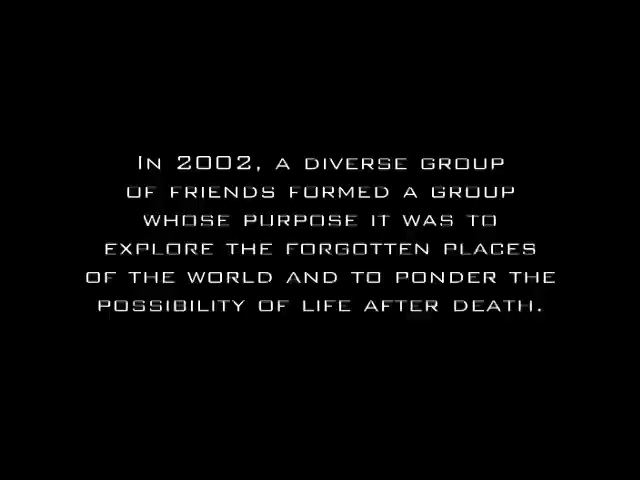 In 2002, a diverse group
of friends formed a group
whose purpose it was to
explore the forgotten places
of the world and to ponder the
possibility of life after death.